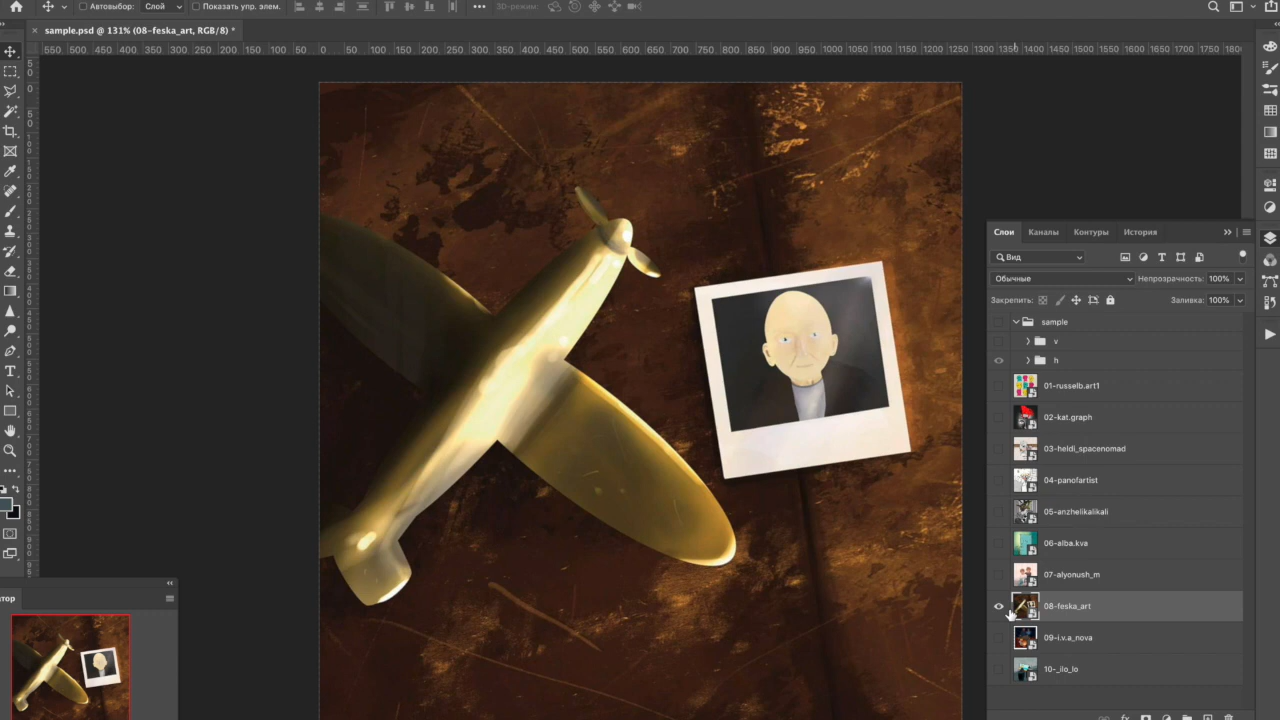 Автовыбор: Слой Показать упр. элем. 3D-режим:
sample.psd @ 131% (08-feska_art, RGB/8) *
550 500 450 400 350 300 250 200 150 100 50 0 50 100 150 200 250 300 350 400 450 500 550 600 650 700 750 800 850 900 950 1000 1050 1100 1150 1200 1250 1300 1350 1400 1450 1500 1550 1600 1650 1700 1750 1800
Слои Каналы Контуры История
Вид
Обычные Непрозрачность: 100%
Закрепить: Заливка: 100%
sample
v
h
01-russelb.art1
02-kat.graph
03-heldi_spacenomad
04-panofartist
05-anzhelikalikali
06-alba.kva
07-alyonush_m
08-feska_art
09-i.v.a_nova
10-_ilo_lo
тор